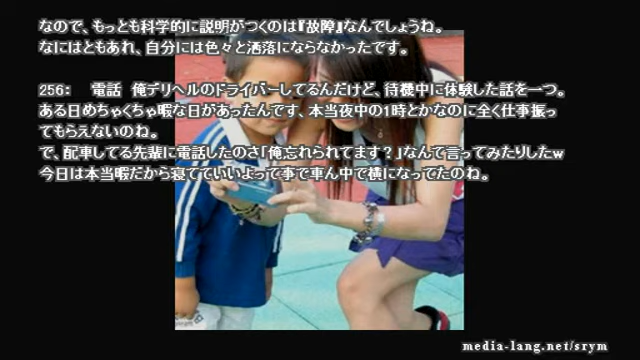 なので、もっとも科学的に説明がつくのは『故障』なんでしょうね。
なにはともあれ、自分には色々と洒落にならなかったです。
256： 電話 俺デリヘルのドライバーしてるんだけど、待機中に体験した話を一つ。
ある日めちゃくちゃ暇な日があったんです、本当夜中の1時とかなのに全く仕事振っ
てもらえないのね。
で、配車してる先輩に電話したのさ「俺忘れられてます？」なんて言ってみたりしたw
今日は本当暇だから寝てていいよって事で車ん中で横になってたのね。
media-lang.net/srym